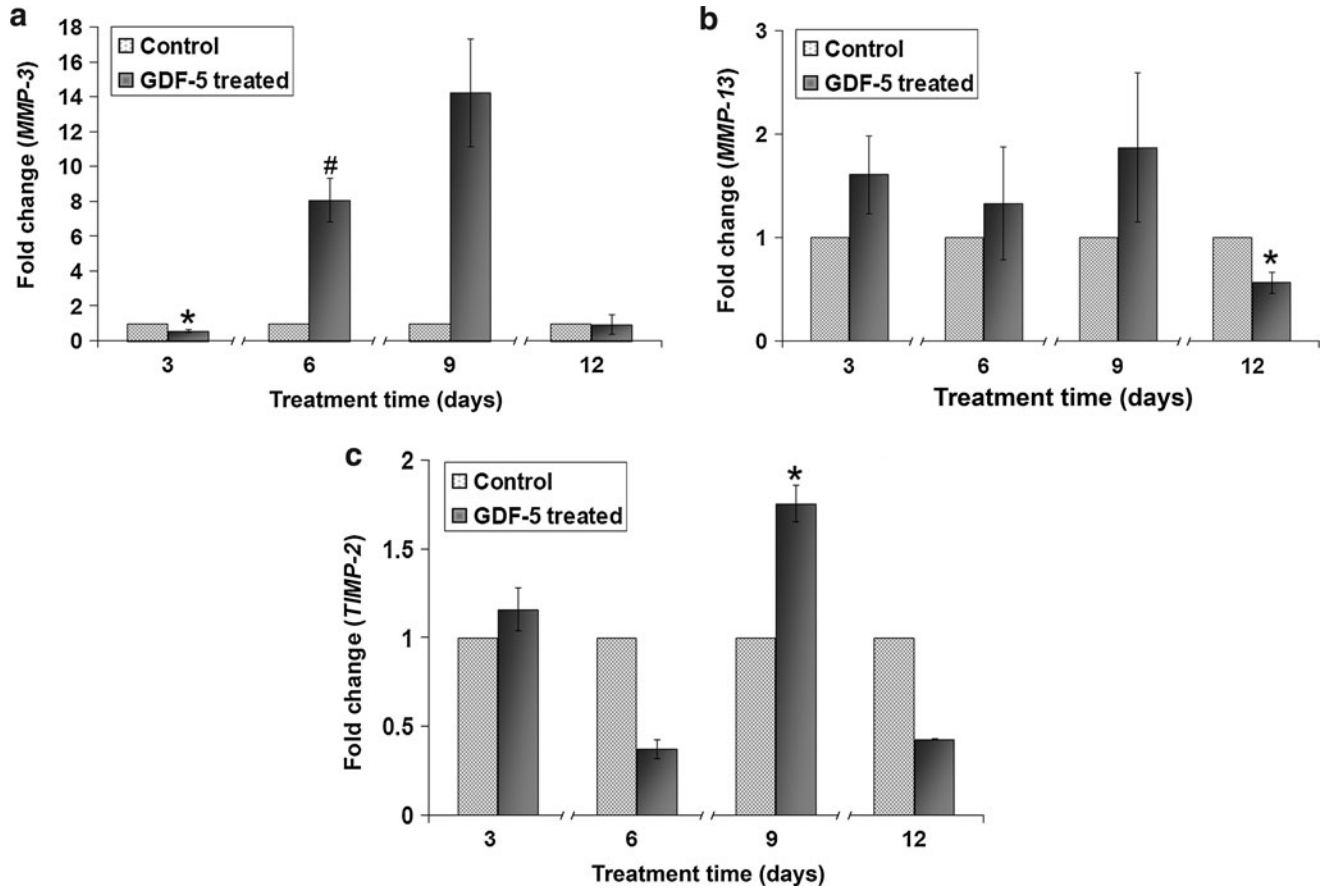 a
18
16
14
12
10
8
6
4
2
0
Fold change (MMP-3)
Control
GDF-5 treated
*
#
3 6 9 12
Treatment time (days)
b
3
2
1
0
Fold change (MMP-13)
Control
GDF-5 treated
*
3 6 9 12
Treatment time (days)
c
2
1.5
1
0.5
0
Fold change (TIMP-2)
Control
GDF-5 treated
*
3 6 9 12
Treatment time (days)